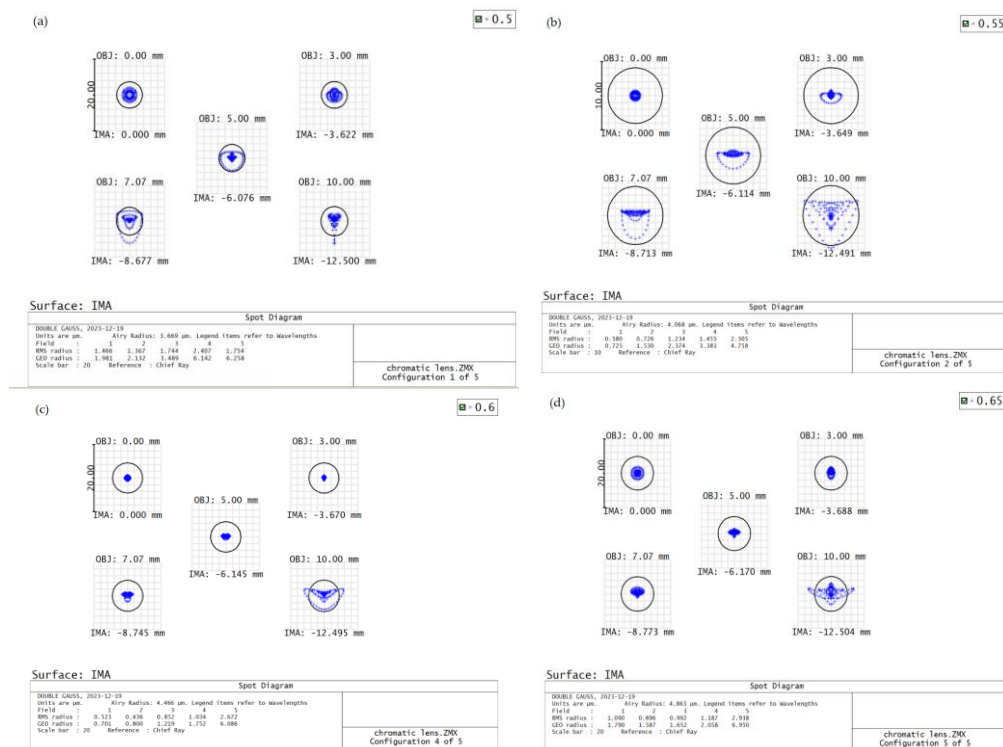 (a)
0.5
OBJ: 0.00 mm
OBJ: 3.00 mm
20.00
IMA: 0.000 mm
OBJ: 5.00 mm
IMA: -3.622 mm
OBJ: 7.07 mm
IMA: -6.076 mm
OBJ: 10.00 mm
IMA: -8.677 mm
IMA: -12.500 mm
Surface: IMA
Spot Diagram
DOUBLE GAUSS, 2023-12-19
Units are µm. Airy Radius: 3.669 µm. Legend items refer to Wavelengths
Field : 1 2 3 4 5
RMS radius : 1.466 1.367 1.744 2.407 1.754
GEO radius : 1.981 2.132 3.489 6.142 6.258
Scale bar : 20 Reference : Chief Ray
chromatic lens.ZMX
Configuration 1 of 5
(b)
0.55
OBJ: 0.00 mm
OBJ: 3.00 mm
10.00
IMA: 0.000 mm
OBJ: 5.00 mm
IMA: -3.649 mm
OBJ: 7.07 mm
IMA: -6.114 mm
OBJ: 10.00 mm
IMA: -8.713 mm
IMA: -12.491 mm
Surface: IMA
Spot Diagram
DOUBLE GAUSS, 2023-12-19
Units are µm. Airy Radius: 4.068 µm. Legend items refer to Wavelengths
Field : 1 2 3 4 5
RMS radius : 0.580 0.726 1.234 1.455 2.305
GEO radius : 0.725 1.530 2.374 3.383 4.758
Scale bar : 10 Reference : Chief Ray
chromatic lens.ZMX
Configuration 2 of 5
(c)
0.6
OBJ: 0.00 mm
OBJ: 3.00 mm
20.00
IMA: 0.000 mm
OBJ: 5.00 mm
IMA: -3.670 mm
OBJ: 7.07 mm
IMA: -6.145 mm
OBJ: 10.00 mm
IMA: -8.745 mm
IMA: -12.495 mm
Surface: IMA
Spot Diagram
DOUBLE GAUSS, 2023-12-19
Units are µm. Airy Radius: 4.466 µm. Legend items refer to Wavelengths
Field : 1 2 3 4 5
RMS radius : 0.523 0.436 0.852 1.034 2.672
GEO radius : 0.701 0.800 1.219 1.752 6.086
Scale bar : 20 Reference : Chief Ray
chromatic lens.ZMX
Configuration 4 of 5
(d)
0.65
OBJ: 0.00 mm
OBJ: 3.00 mm
20.00
IMA: 0.000 mm
OBJ: 5.00 mm
IMA: -3.688 mm
OBJ: 7.07 mm
IMA: -6.170 mm
OBJ: 10.00 mm
IMA: -8.773 mm
IMA: -12.504 mm
Surface: IMA
Spot Diagram
DOUBLE GAUSS, 2023-12-19
Units are µm. Airy Radius: 4.863 µm. Legend items refer to Wavelengths
Field : 1 2 3 4 5
RMS radius : 1.090 0.896 0.992 1.187 2.938
GEO radius : 1.790 1.587 1.652 2.058 6.950
Scale bar : 20 Reference : Chief Ray
chromatic lens.ZMX
Configuration 5 of 5